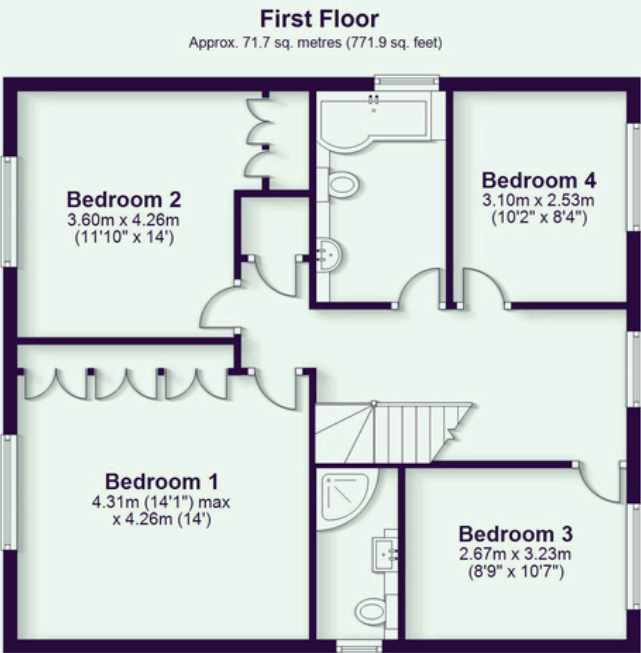 First Floor
Approx. 71.7 sq. metres (771.9 sq. feet)
Bedroom 2
3.60m x 4.26m
(11'10" x 14')
Bedroom 4
3.10m x 2.53m
(10'2" x 8'4")
Bedroom 1
4.31m (14'1") max
x 4.26m (14')
Bedroom 3
2.67m x 3.23m
(8'9" x 10'7")